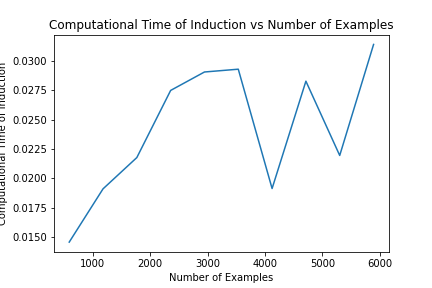 Computational Time of Induction vs Number of Examples
0.0300
0.0275
0.0250
0.0225
0.0200
0.0175
0.0150
Computational Time of Induction
1000 2000 3000 4000 5000 6000
Number of Examples